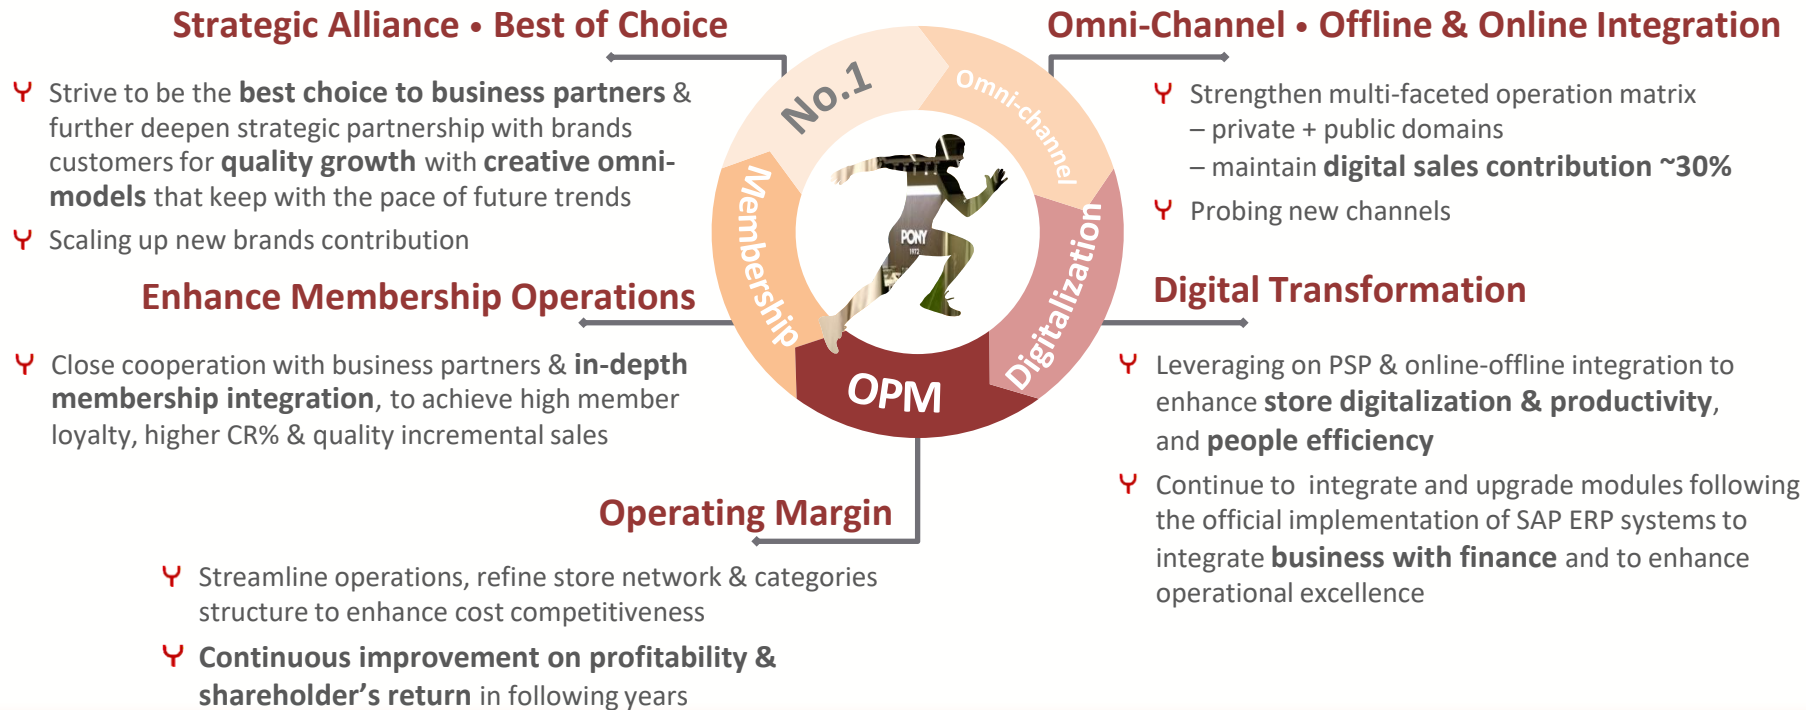 Strategic Alliance • Best of Choice
Strive to be the best choice to business partners &
further deepen strategic partnership with brands
customers for quality growth with creative omni-
models that keep with the pace of future trends
Scaling up new brands contribution
Enhance Membership Operations
Close cooperation with business partners & in-depth
membership integration, to achieve high member
loyalty, higher CR% & quality incremental sales
Operating Margin
Streamline operations, refine store network & categories
structure to enhance cost competitiveness
Continuous improvement on profitability &
shareholder's return in following years
No.1
Omni-channel
Digitalization
OPM
Membership
PONY
1972
Omni-Channel • Offline & Online Integration
Strengthen multi-faceted operation matrix
– private + public domains
– maintain digital sales contribution ~30%
Probing new channels
Digital Transformation
Leveraging on PSP & online-offline integration to
enhance store digitalization & productivity,
and people efficiency
Continue to integrate and upgrade modules following
the official implementation of SAP ERP systems to
integrate business with finance and to enhance
operational excellence